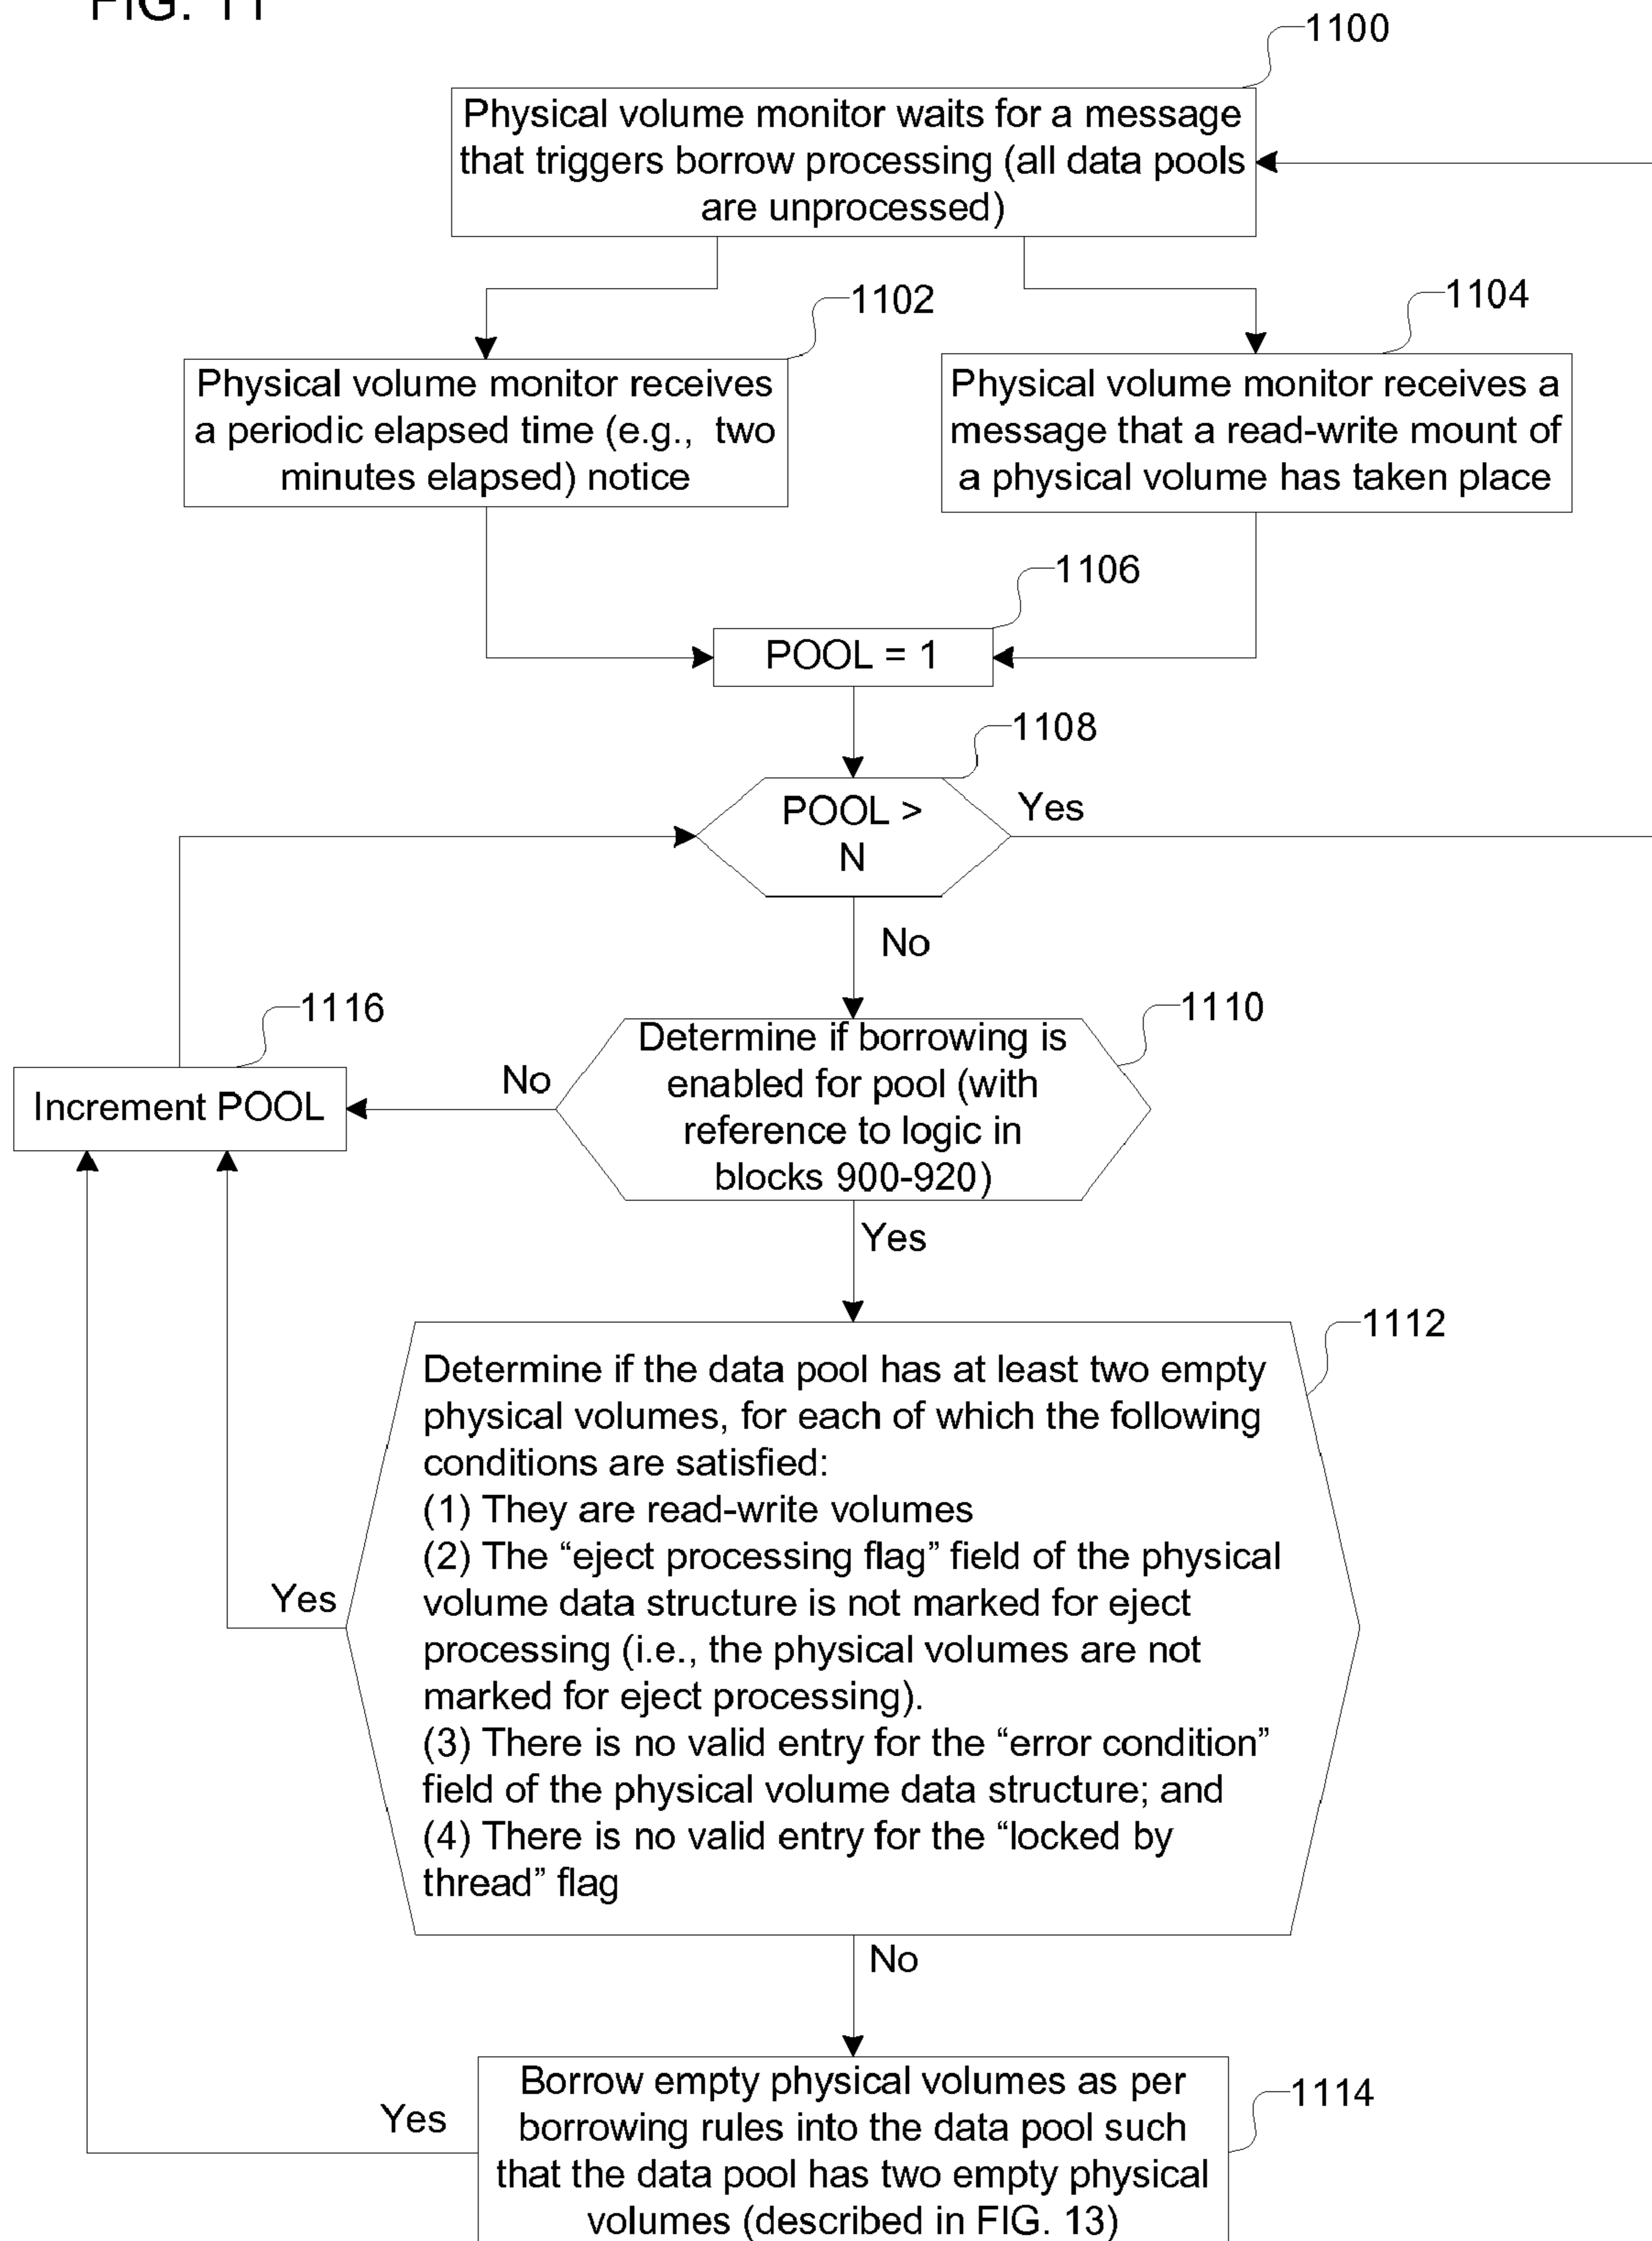 FIG. 11
1100
Physical volume monitor waits for a message
that triggers borrow processing (all data pools
are unprocessed)
1102
1104
Physical volume monitor receives
a periodic elapsed time (e.g., two
minutes elapsed) notice
Physical volume monitor receives a
message that a read-write mount of
a physical volume has taken place
1106
POOL = 1
1108
POOL >
N
Yes
No
1116
1110
Increment POOL
No
Determine if borrowing is
enabled for pool (with
reference to logic in
blocks 900-920)
Yes
1112
Determine if the data pool has at least two empty
physical volumes, for each of which the following
conditions are satisfied:
(1) They are read-write volumes
(2) The “eject processing flag” field of the physical
volume data structure is not marked for eject
processing (i.e., the physical volumes are not
marked for eject processing).
(3) There is no valid entry for the “error condition”
field of the physical volume data structure; and
(4) There is no valid entry for the “locked by
thread” flag
Yes
No
1114
Yes
Borrow empty physical volumes as per
borrowing rules into the data pool such
that the data pool has two empty physical
volumes (described in FIG. 13)